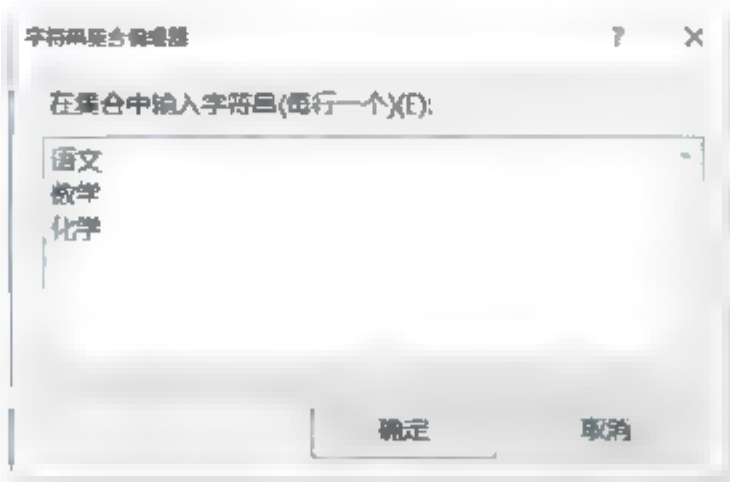 字符串集合编辑器 ? ×
在集合中输入字符串(每行一个)(E):
语文
数学
化学
确定 取消